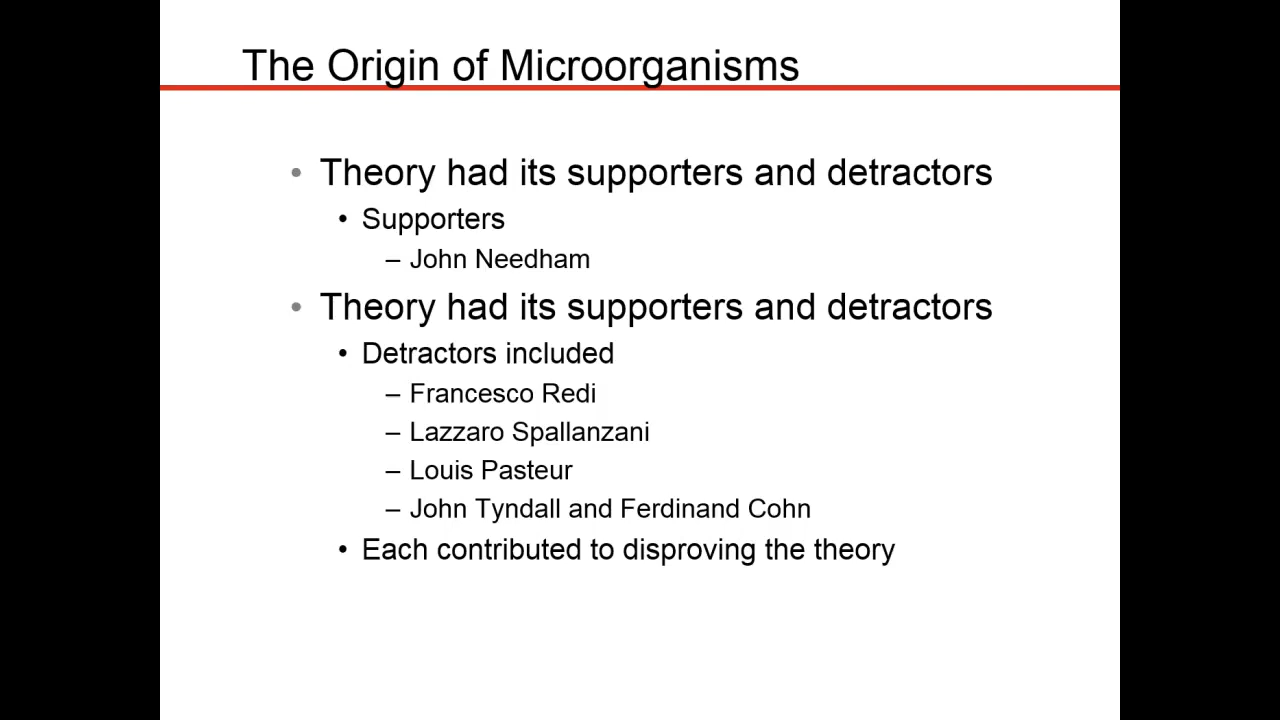 The Origin of Microorganisms
• Theory had its supporters and detractors
• Supporters
– John Needham
• Theory had its supporters and detractors
• Detractors included
– Francesco Redi
– Lazzaro Spallanzani
– Louis Pasteur
– John Tyndall and Ferdinand Cohn
• Each contributed to disproving the theory